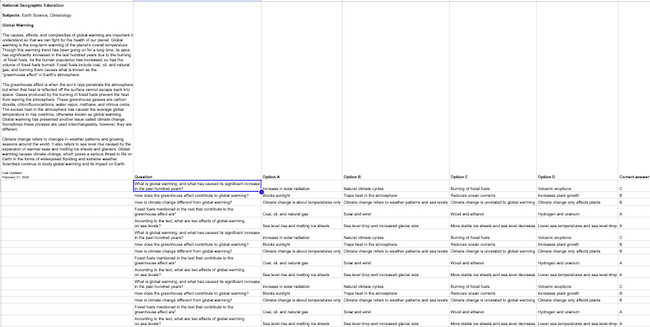 National Geographic Education
Subjects: Earth Science, Climatology
Global Warming
The causes, effects, and complexities of global warming are important to
understand so that we can fight for the health of our planet. Global
warming is the long-term warming of the planet's overall temperature.
Though this warming trend has been going on for a long time, its pace
has significantly increased in the last hundred years due to the burning
of fossil fuels. As the human population has increased, so has the
volume of fossil fuels burned. Fossil fuels include coal, oil, and natural
gas, and burning them causes what is known as the
"greenhouse effect" in Earth's atmosphere.
The greenhouse effect is when the sun's rays penetrate the atmosphere
but when that heat is reflected off the surface cannot escape back into
space. Gases produced by the burning of fossil fuels prevent the heat
from leaving the atmosphere. These greenhouse gasses are carbon
dioxide, chlorofluorocarbons, water vapor, methane, and nitrous oxide.
The excess heat in the atmosphere has caused the average global
temperature to rise overtime, otherwise known as global warming.
Global warming has presented another issue called climate change.
Sometimes these phrases are used interchangeably, however, they are
different.
Climate change refers to changes in weather patterns and growing
seasons around the world. It also refers to sea level rise caused by the
expansion of warmer seas and melting ice sheets and glaciers. Global
warming causes climate change, which poses a serious threat to life on
Earth in the forms of widespread flooding and extreme weather.
Scientists continue to study global warming and its impact on Earth.
Last Updated
February 21, 2024
Question Option A Option B Option C Option D Correct answer
What is global warming, and what has caused its significant increase
in the past hundred years? Increase in solar radiation Natural climate cycles Burning of fossil fuels Volcanic eruptions C
How does the greenhouse effect contribute to global warming? Blocks sunlight Traps heat in the atmosphere Reduces ocean currents Increases plant growth B
How is climate change different from global warming? Climate change is about temperatures only Climate change refers to weather patterns and sea levels Climate change is unrelated to global warming Climate change only affects plants B
Fossil fuels mentioned in the text that contribute to the
greenhouse effect are" Coal, oil, and natural gas Solar and wind Wood and ethanol Hydrogen and uranium A
According to the text, what are two effects of global warming
on sea levels? Sea level rise and melting ice sheets Sea level drop and increased glacier size More stable ice sheets and sea level decrease Lower sea temperatures and sea level drop A
What is global warming, and what has caused its significant increase
in the past hundred years? Increase in solar radiation Natural climate cycles Burning of fossil fuels Volcanic eruptions C
How does the greenhouse effect contribute to global warming? Blocks sunlight Traps heat in the atmosphere Reduces ocean currents Increases plant growth B
How is climate change different from global warming? Climate change is about temperatures only Climate change refers to weather patterns and sea levels Climate change is unrelated to global warming Climate change only affects plants B
Fossil fuels mentioned in the text that contribute to the
greenhouse effect are" Coal, oil, and natural gas Solar and wind Wood and ethanol Hydrogen and uranium A
According to the text, what are two effects of global warming
on sea levels? Sea level rise and melting ice sheets Sea level drop and increased glacier size More stable ice sheets and sea level decrease Lower sea temperatures and sea level drop A
What is global warming, and what has caused its significant increase
in the past hundred years? Increase in solar radiation Natural climate cycles Burning of fossil fuels Volcanic eruptions C
How does the greenhouse effect contribute to global warming? Blocks sunlight Traps heat in the atmosphere Reduces ocean currents Increases plant growth B
How is climate change different from global warming? Climate change is about temperatures only Climate change refers to weather patterns and sea levels Climate change is unrelated to global warming Climate change only affects plants B
Fossil fuels mentioned in the text that contribute to the
greenhouse effect are" Coal, oil, and natural gas Solar and wind Wood and ethanol Hydrogen and uranium A
According to the text, what are two effects of global warming
on sea levels? Sea level rise and melting ice sheets Sea level drop and increased glacier size More stable ice sheets and sea level decrease Lower sea temperatures and sea level drop A